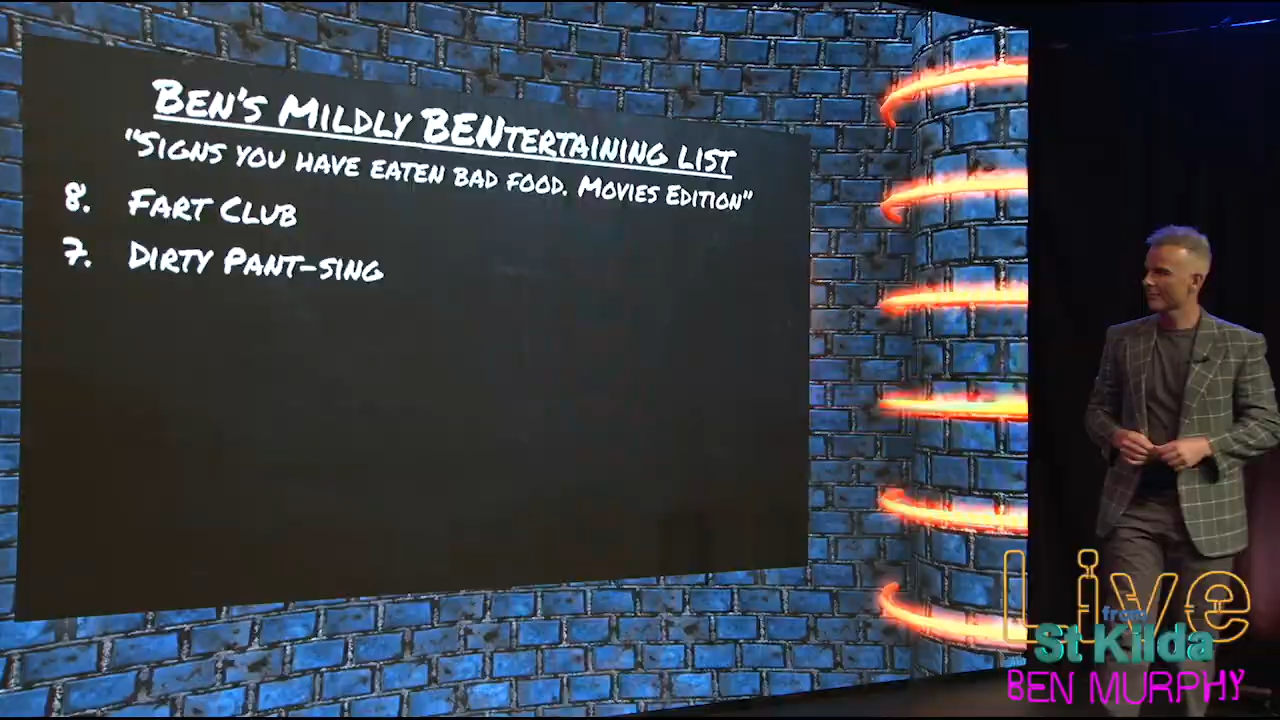 BEN'S MILDLY BENTERTAINING LIST
"SIGNS YOU HAVE EATEN BAD FOOD. MOVIES EDITION"
8. FART CLUB
7. DIRTY PANT-SING
Live
from
St Kilda
BEN MURPHY